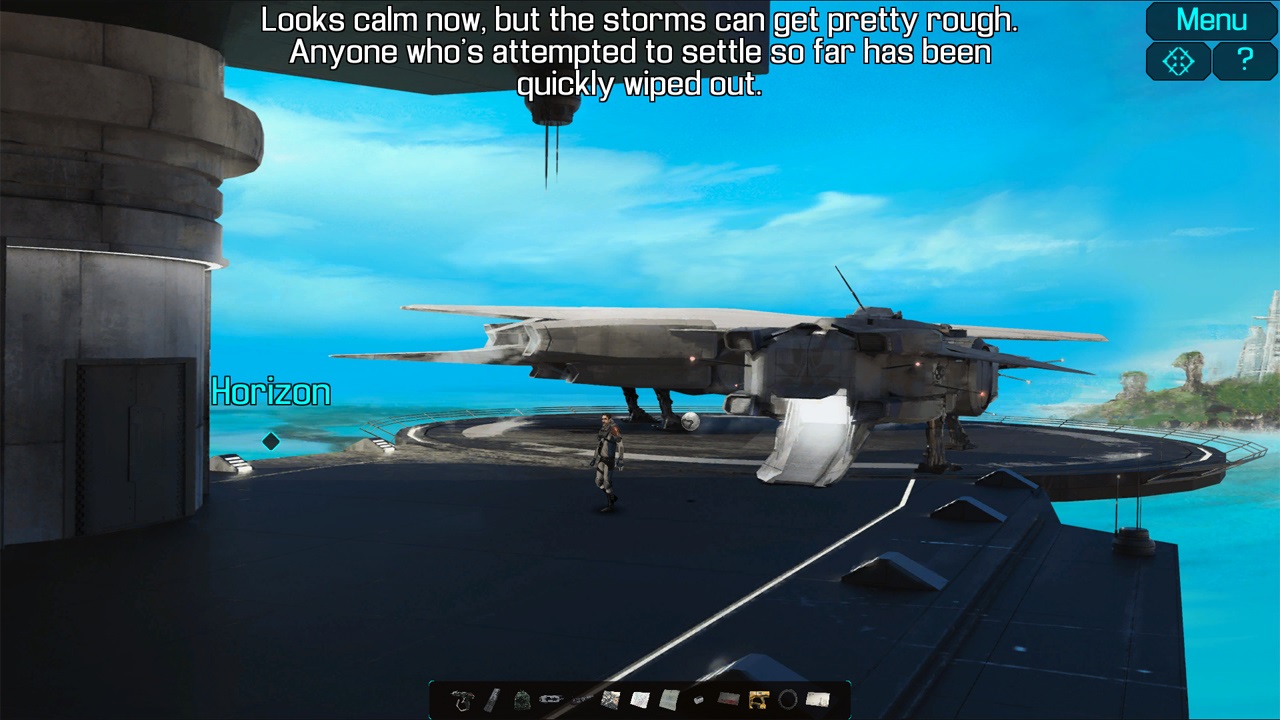 Looks calm now, but the storms can get pretty rough.
Anyone who's attempted to settle so far has been
quickly wiped out.
Menu
?
Horizon